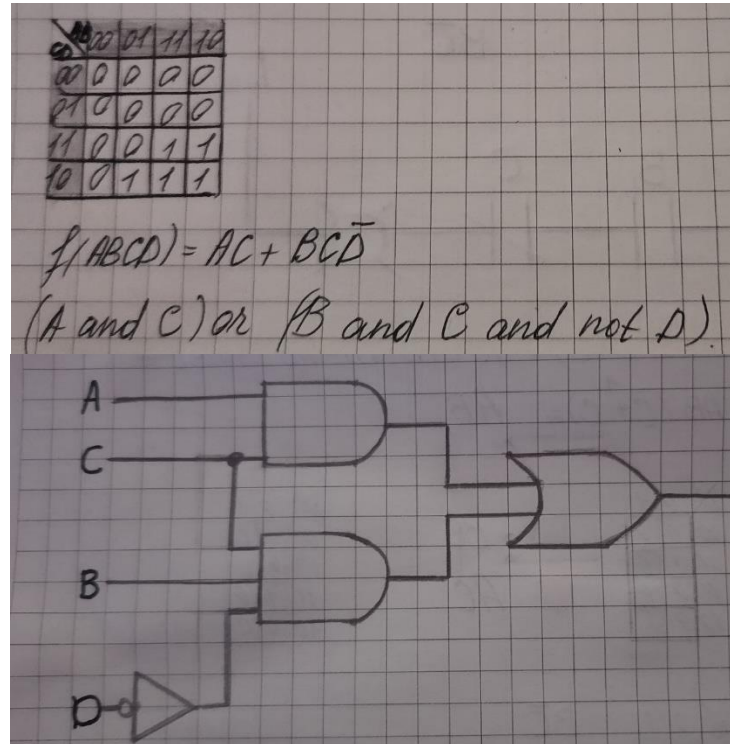 CD\AB 00 01 11 10
00 0 0 0 0
01 0 0 0 0
11 0 0 1 1
10 0 1 1 1
f(ABCD) = AC + BCD̅
(A and C) or (B and C and not D).
A
C
B
D